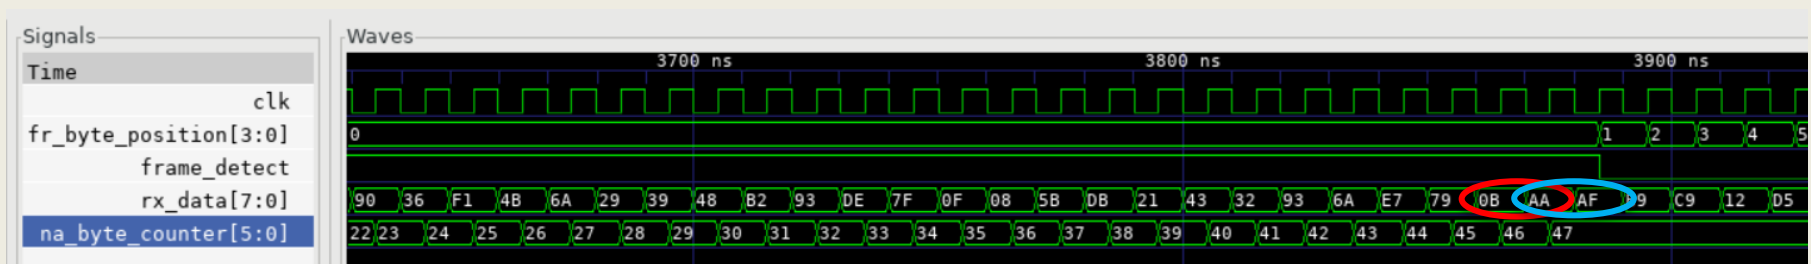 Signals
Waves
Time
3700 ns 3800 ns 3900 ns
clk
fr_byte_position[3:0] 0 1 2 3 4 5
frame_detect
rx_data[7:0] 90 36 F1 4B 6A 29 39 48 B2 93 DE 7F 0F 08 5B DB 21 43 32 93 6A E7 79 0B AA AF C9 12 D5
na_byte_counter[5:0] 22 23 24 25 26 27 28 29 30 31 32 33 34 35 36 37 38 39 40 41 42 43 44 45 46 47